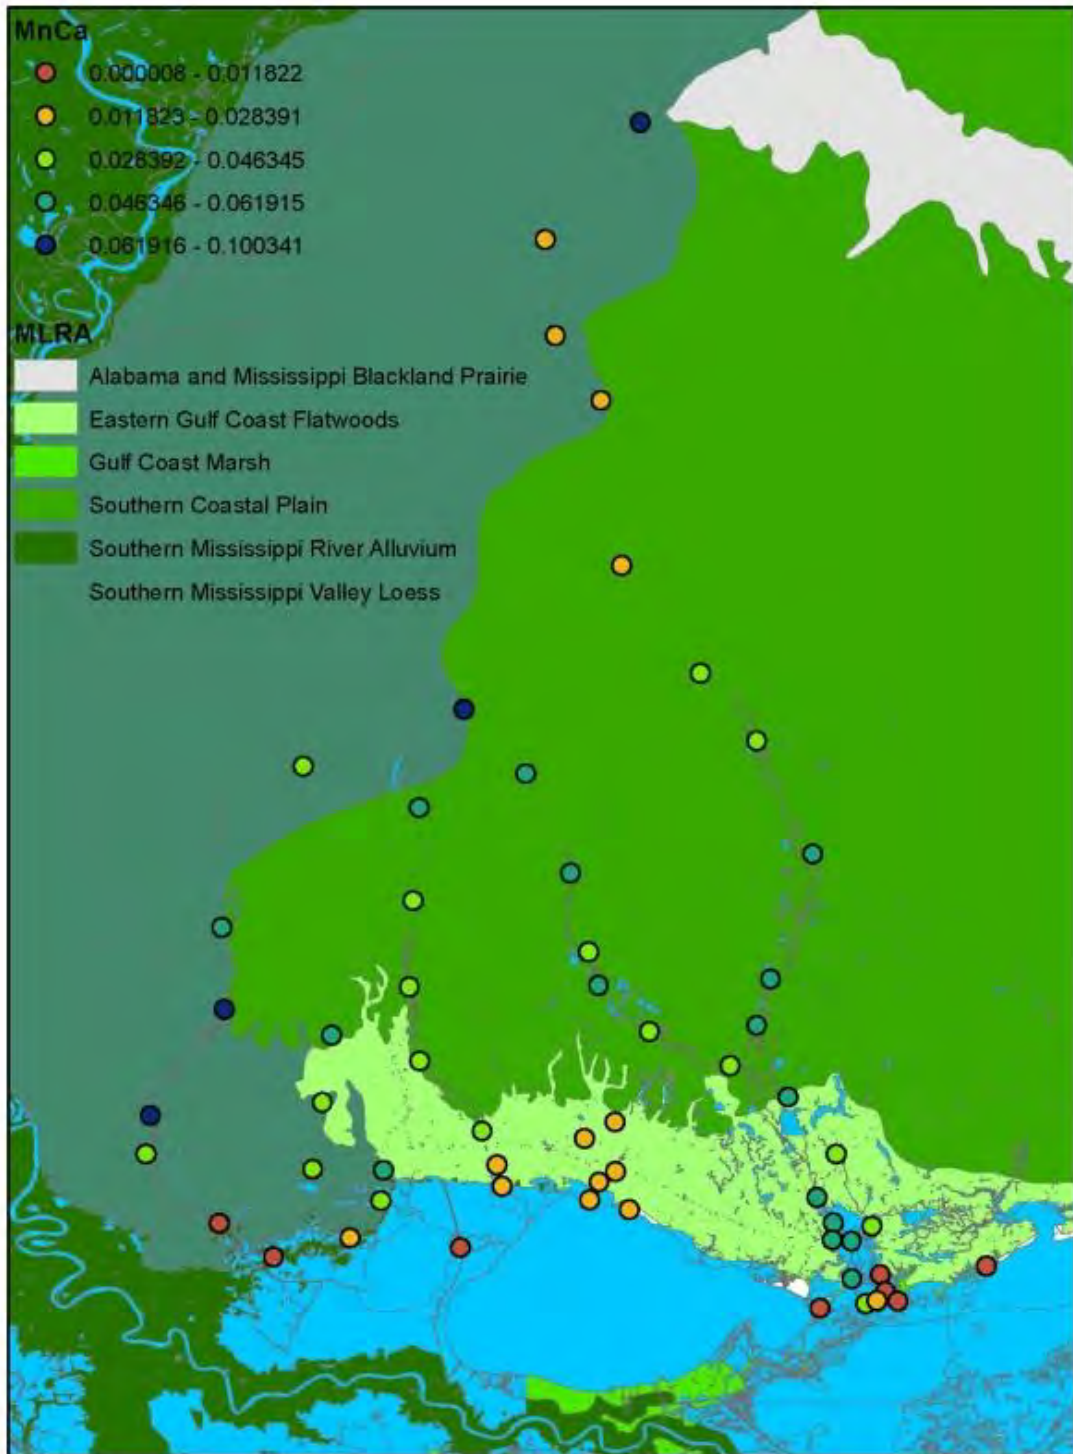 MnCa
0.000008 - 0.011822
0.011823 - 0.028391
0.028392 - 0.046345
0.046346 - 0.061915
0.061916 - 0.100341
MLRA
Alabama and Mississippi Blackland Prairie
Eastern Gulf Coast Flatwoods
Gulf Coast Marsh
Southern Coastal Plain
Southern Mississippi River Alluvium
Southern Mississippi Valley Loess